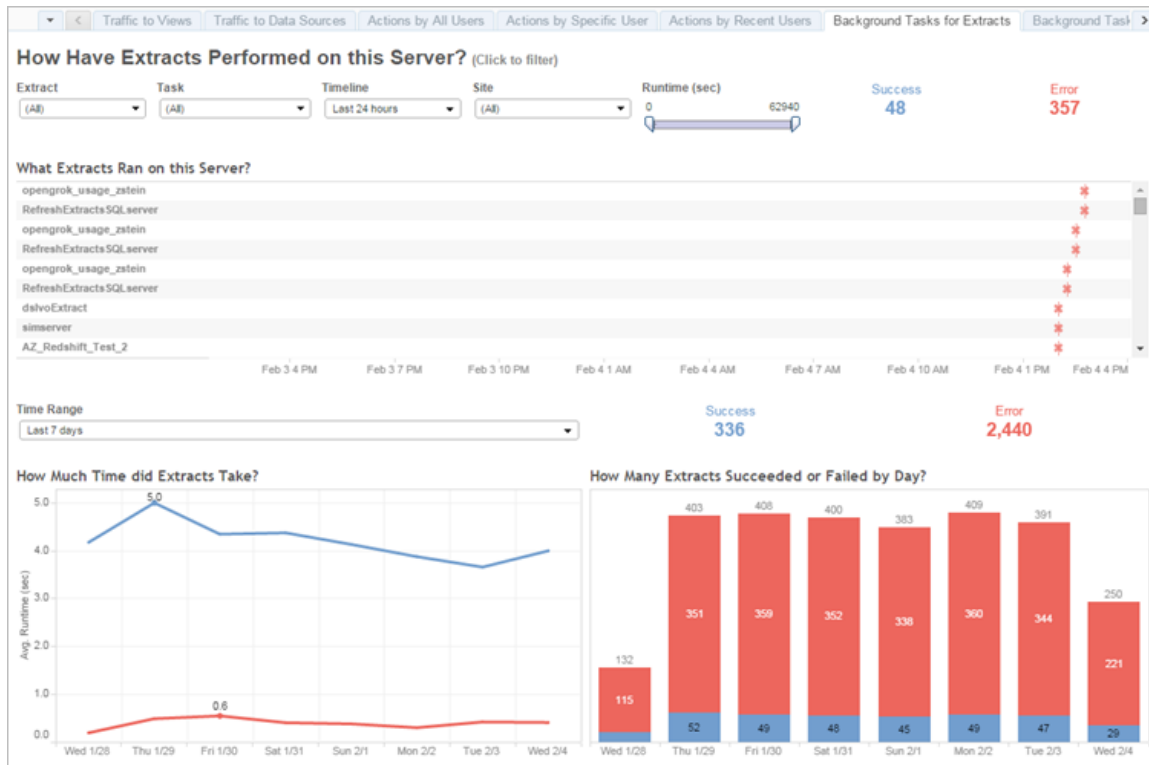 Traffic to Views Traffic to Data Sources Actions by All Users Actions by Specific User Actions by Recent Users Background Tasks for Extracts Background Task
How Have Extracts Performed on this Server? (Click to filter)
Extract Task Timeline Site Runtime (sec) Success Error
(All) (All) Last 24 hours (All) 0 62940 48 357
What Extracts Ran on this Server?
opengrok_usage_zstein
RefreshExtractsSQLserver
opengrok_usage_zstein
RefreshExtractsSQLserver
opengrok_usage_zstein
RefreshExtractsSQLserver
dslvoExtract
simserver
AZ_Redshift_Test_2
Feb 3 4 PM Feb 3 7 PM Feb 3 10 PM Feb 4 1 AM Feb 4 4 AM Feb 4 7 AM Feb 4 10 AM Feb 4 1 PM Feb 4 4 PM
Time Range Success Error
Last 7 days 336 2,440
How Much Time did Extracts Take?
5.0
5.0
4.0
3.0
2.0
1.0
0.6
0.0
Avg. Runtime (sec)
Wed 1/28 Thu 1/29 Fri 1/30 Sat 1/31 Sun 2/1 Mon 2/2 Tue 2/3 Wed 2/4
How Many Extracts Succeeded or Failed by Day?
132 403 408 400 383 409 391 250
115 351 359 352 338 360 344 221
52 49 48 45 49 47 29
Wed 1/28 Thu 1/29 Fri 1/30 Sat 1/31 Sun 2/1 Mon 2/2 Tue 2/3 Wed 2/4